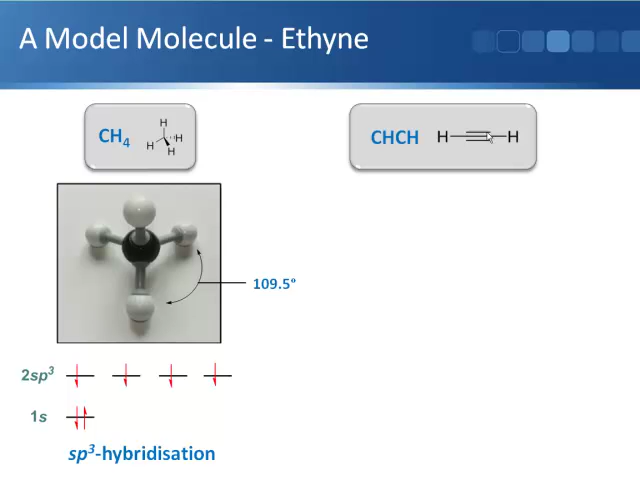 A Model Molecule - Ethyne
CH4
H
H
H
H
CHCH
H
H
109.5°
2sp3
1s
sp3-hybridisation